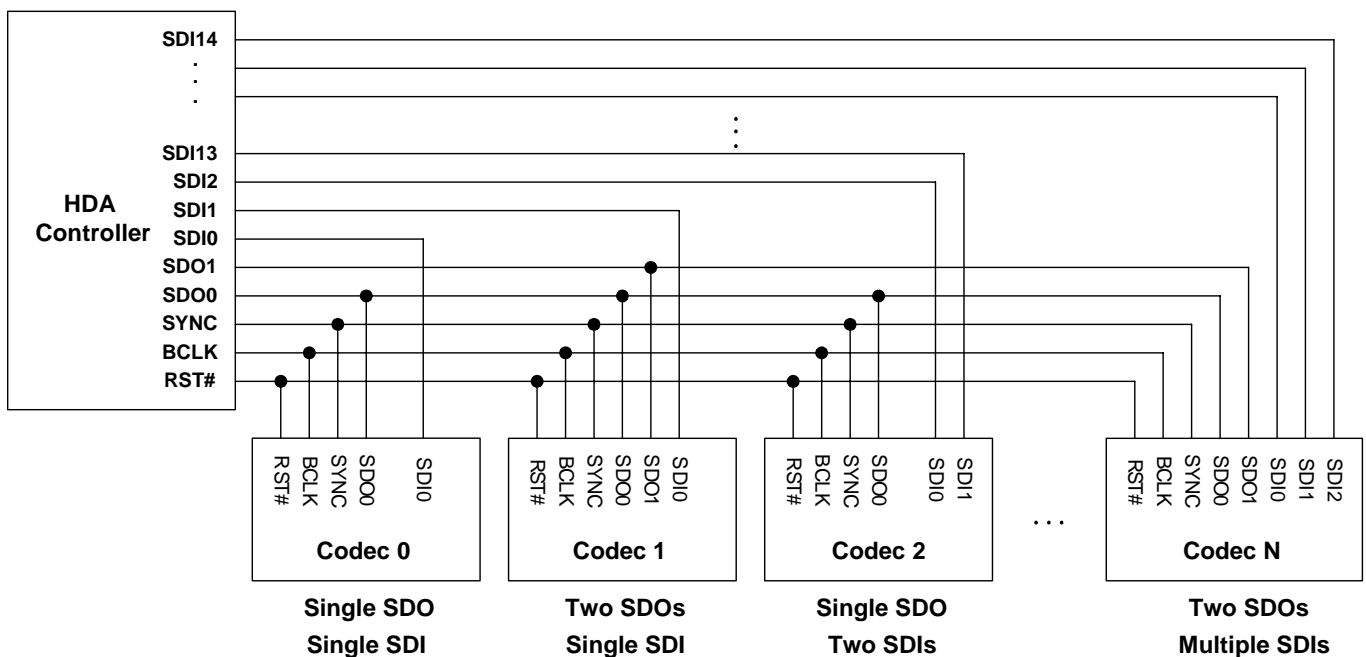 SDI14
.
.
.
SDI13
SDI2
SDI1
SDI0
SDO1
SDO0
SYNC
BCLK
RST#
HDA
Controller
. . .
RST#
BCLK
SYNC
SDO0
SDI0
Codec 0
Single SDO
Single SDI
RST#
BCLK
SYNC
SDO0
SDO1
SDI0
Codec 1
Two SDOs
Single SDI
RST#
BCLK
SYNC
SDO0
SDI0
SDI1
Codec 2
Single SDO
Two SDIs
. . .
RST#
BCLK
SYNC
SDO0
SDO1
SDI0
SDI1
SDI2
Codec N
Two SDOs
Multiple SDIs